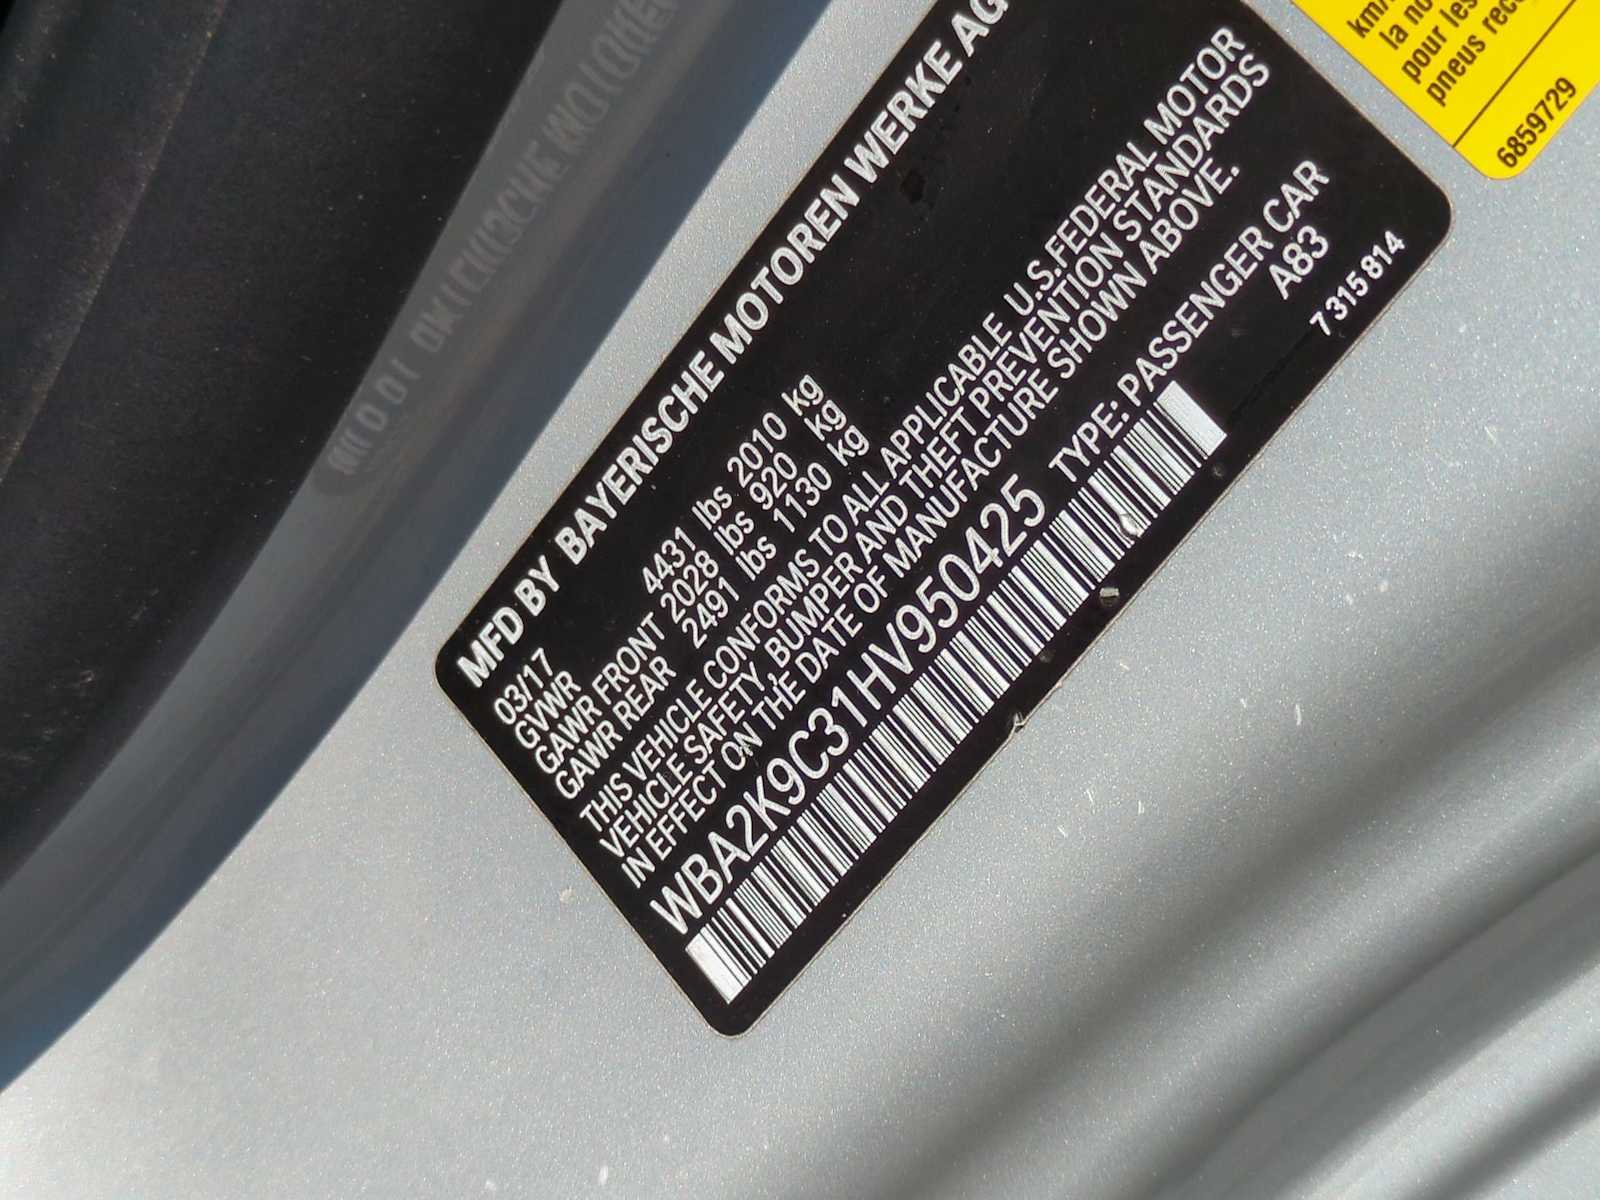 MFD BY BAYERISCHE MOTOREN WERKE AG
03/17
GVWR 4431 lbs 2010 kg
GAWR FRONT 2028 lbs 920 kg
GAWR REAR 2491 lbs 1130 kg
THIS VEHICLE CONFORMS TO ALL APPLICABLE U.S.FEDERAL MOTOR
VEHICLE SAFETY, BUMPER AND THEFT PREVENTION STANDARDS
IN EFFECT ON THE DATE OF MANUFACTURE SHOWN ABOVE.
WBA2K9C31HV950425 TYPE: PASSENGER CAR
A83
7 315 814
km/
la no
pour les
pneus reco
6859729